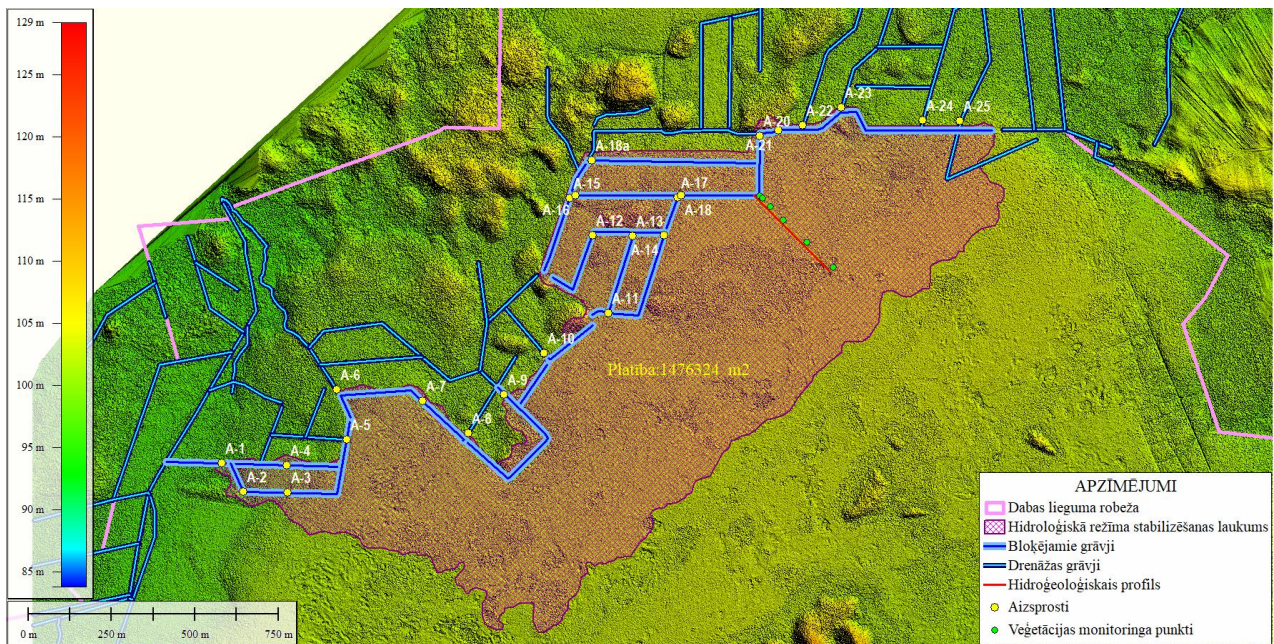 129 m
125 m
120 m
115 m
110 m
105 m
100 m
95 m
90 m
85 m
0 m 250 m 500 m 750 m
A-23
A-24 A-25
A-22
A-20
A-21
A-18a
A-15 A-17
A-16 A-18
A-12 A-13
A-14
A-11
A-10
Platība:1476324 m2
A-6
A-7
A-9
A-8
A-5
A-1 A-4
A-2 A-3
APZĪMĒJUMI
Dabas lieguma robeža
Hidroloģiskā režīma stabilizēšanas laukums
Bloķējamie grāvji
Drenāžas grāvji
Hidroģeoloģiskais profils
Aizsprosti
Veģetācijas monitoringa punkti